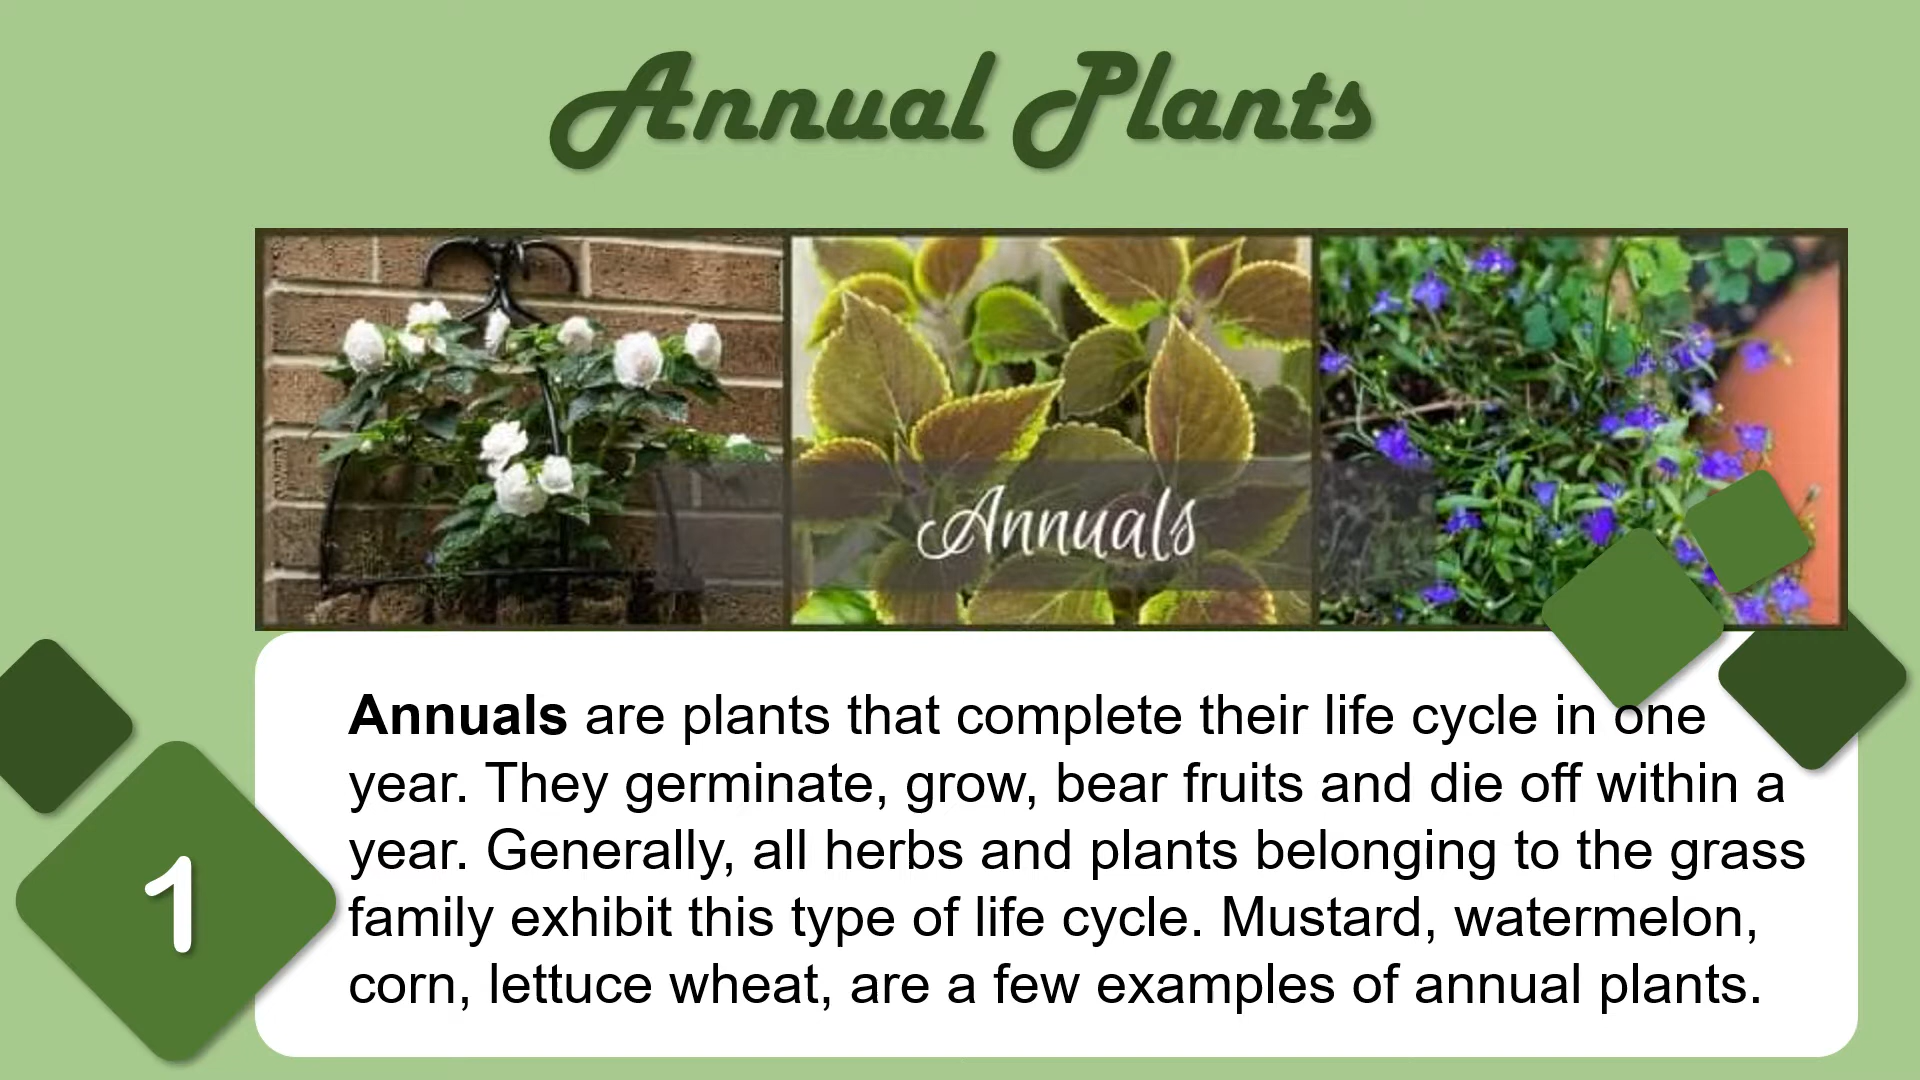 Annual Plants
Annuals
Annuals are plants that complete their life cycle in one
year. They germinate, grow, bear fruits and die off within a
year. Generally, all herbs and plants belonging to the grass
family exhibit this type of life cycle. Mustard, watermelon,
corn, lettuce wheat, are a few examples of annual plants.
1